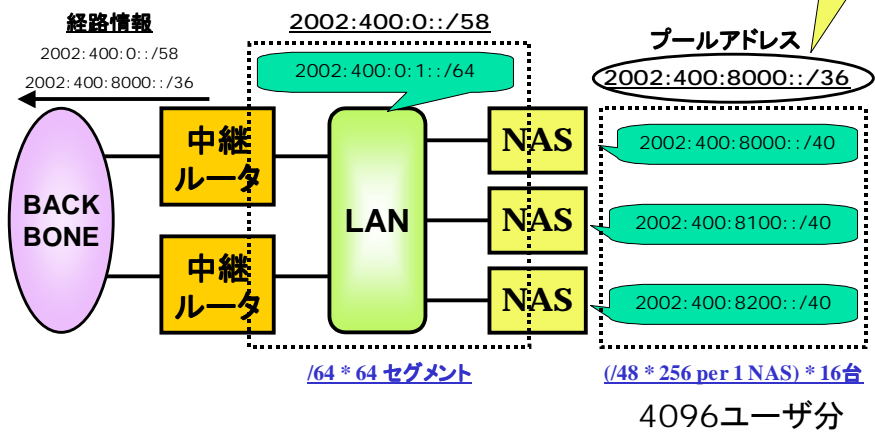 経路情報
2002:400:0::/58
2002:400:8000::/36
2002:400:0::/58
2002:400:0:1::/64
プールアドレス
2002:400:8000::/36
BACK
BONE
中継
ルータ
中継
ルータ
LAN
NAS
NAS
NAS
2002:400:8000::/40
2002:400:8100::/40
2002:400:8200::/40
/64 * 64 セグメント
(/48 * 256 per 1 NAS) * 16台
4096ユーザ分